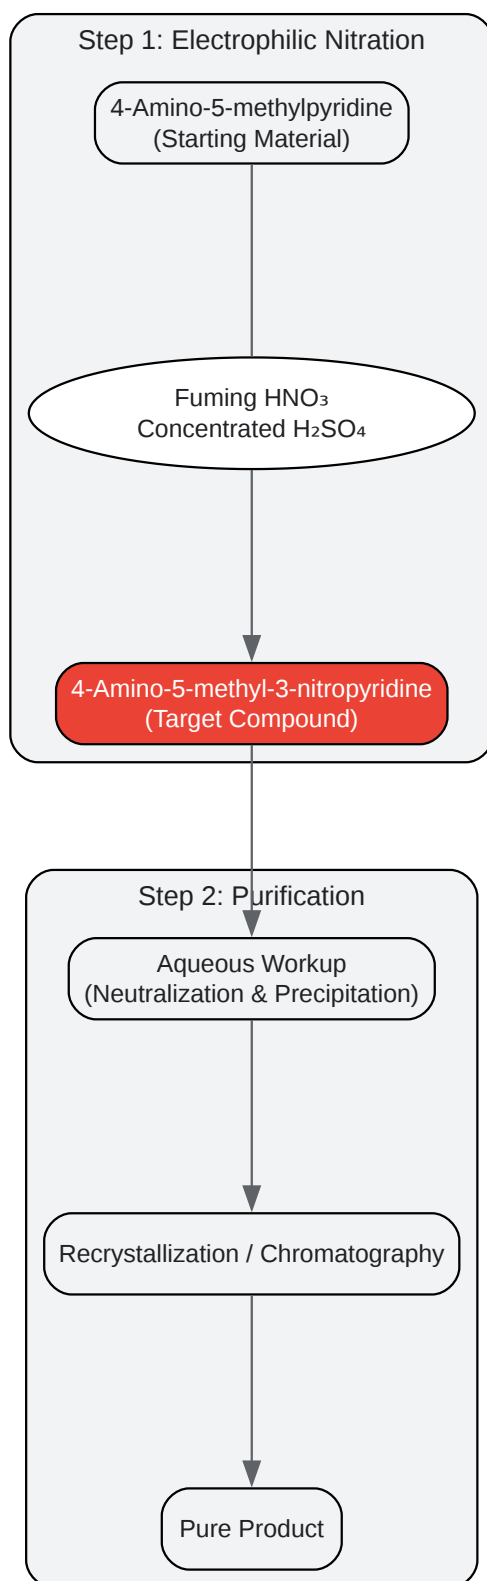 Step 1: Electrophilic Nitration
4-Amino-5-methylpyridine
(Starting Material)
Fuming HNO₃
Concentrated H₂SO₄
4-Amino-5-methyl-3-nitropyridine
(Target Compound)
Step 2: Purification
Aqueous Workup
(Neutralization & Precipitation)
Recrystallization / Chromatography
Pure Product